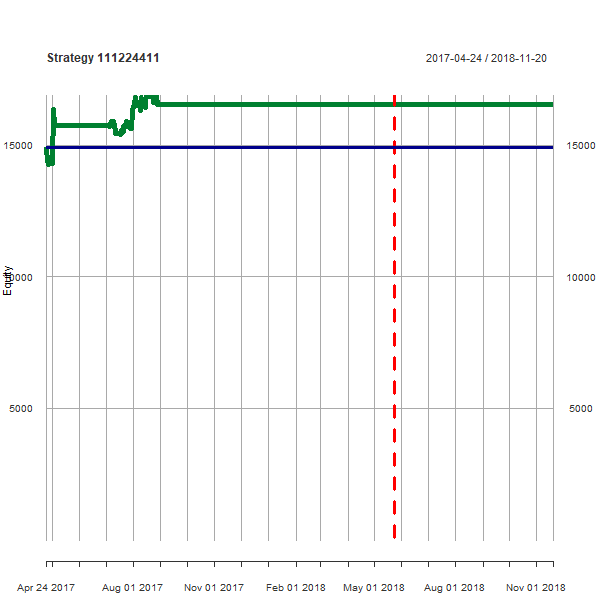 Strategy 111224411
2017-04-24 / 2018-11-20
15000
15000
Equity
10000
10000
5000
5000
Apr 24 2017
Aug 01 2017
Nov 01 2017
Feb 01 2018
May 01 2018
Aug 01 2018
Nov 01 2018